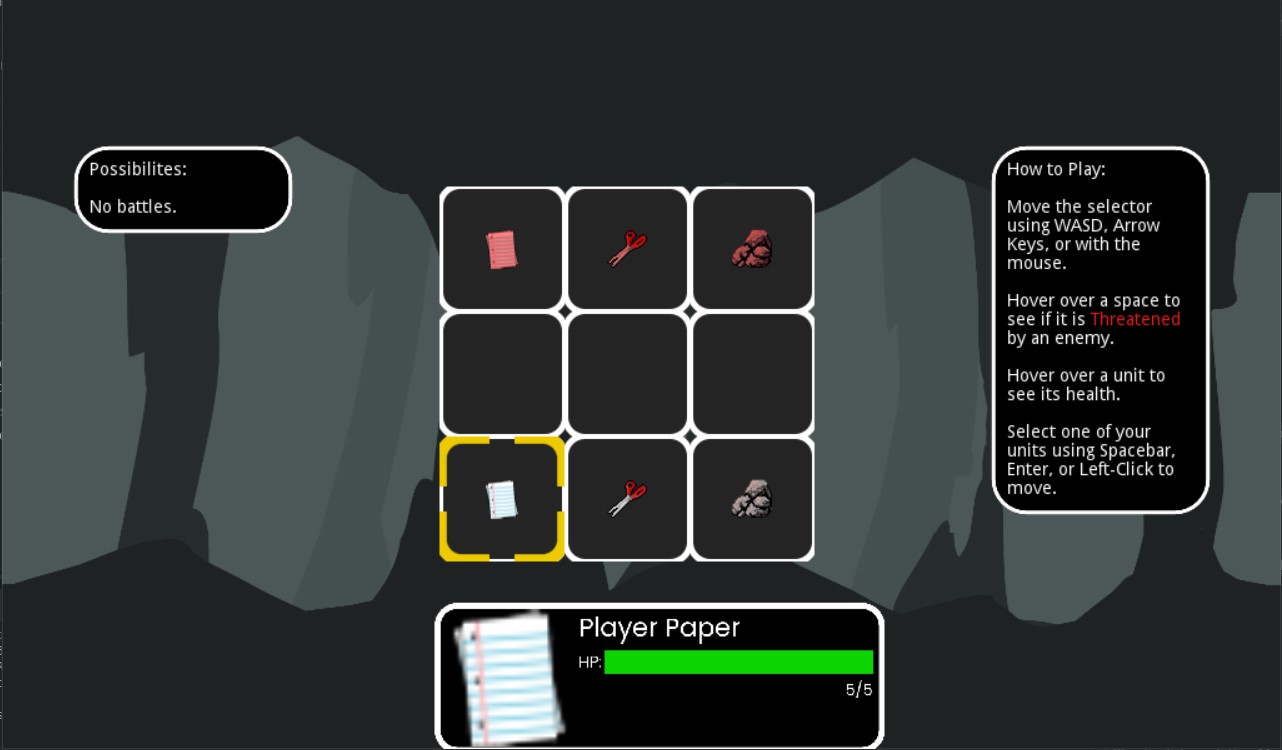 Possibilites:
No battles.
How to Play:
Move the selector
using WASD, Arrow
Keys, or with the
mouse.
Hover over a space to
see if it is Threatened
by an enemy.
Hover over a unit to
see its health.
Select one of your
units using Spacebar,
Enter, or Left-Click to
move.
Player Paper
HP:
5/5